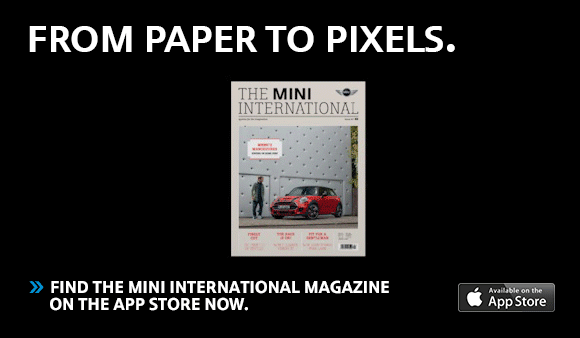 FROM PAPER TO PIXELS.
THE MINI
INTERNATIONAL
FIND THE MINI INTERNATIONAL MAGAZINE
ON THE APP STORE NOW.
Available on the
App Store